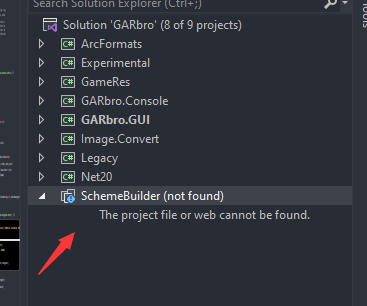 Search Solution Explorer (Ctrl+;)
Solution 'GARbro' (8 of 9 projects)
C# ArcFormats
C# Experimental
C# GameRes
C# GARbro.Console
C# GARbro.GUI
C# Image.Convert
C# Legacy
C# Net20
SchemeBuilder (not found)
The project file or web cannot be found.